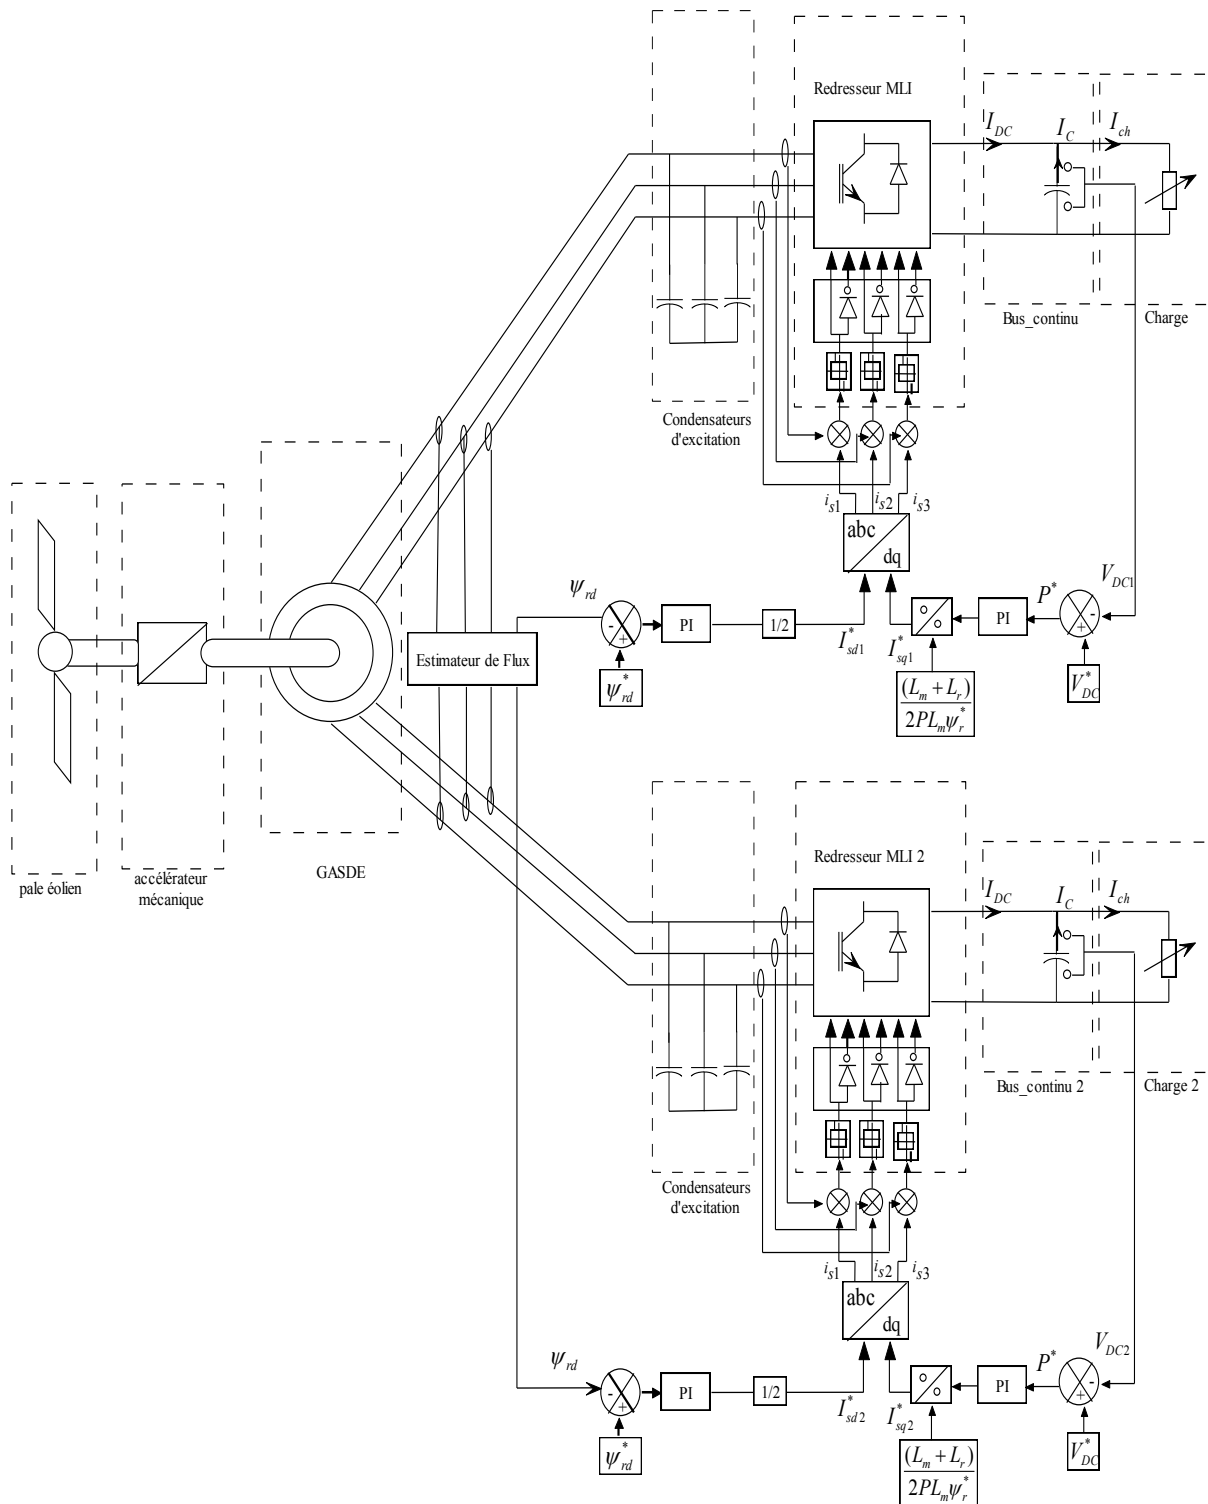 Redresseur MLI
I_DC
I_C
I_ch
Bus_continu
Charge
Condensateurs
d'excitation
i_s1
i_s2
i_s3
abc
dq
ψ_rd
-
+
PI
1/2
I*_sd1
I*_sq1
P*
PI
V_DC1
-
+
ψ*_rd
(L_m + L_r)
2PL_mψ*_r
V*_DC
Estimateur de Flux
pale éolien
accélérateur
mécanique
GASDE
Redresseur MLI 2
I_DC
I_C
I_ch
Bus_continu 2
Charge 2
Condensateurs
d'excitation
i_s1
i_s2
i_s3
abc
dq
ψ_rd
-
+
PI
1/2
I*_sd2
I*_sq2
P*
PI
V_DC2
-
+
ψ*_rd
(L_m + L_r)
2PL_mψ*_r
V*_DC